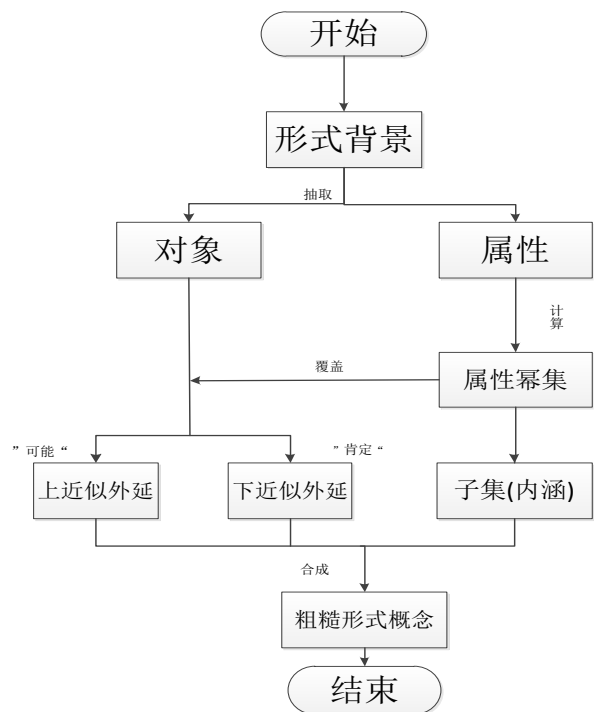 开始
形式背景
抽取
对象
属性
计算
覆盖
属性幂集
”可能“
”肯定“
上近似外延
下近似外延
子集(内涵)
合成
粗糙形式概念
结束